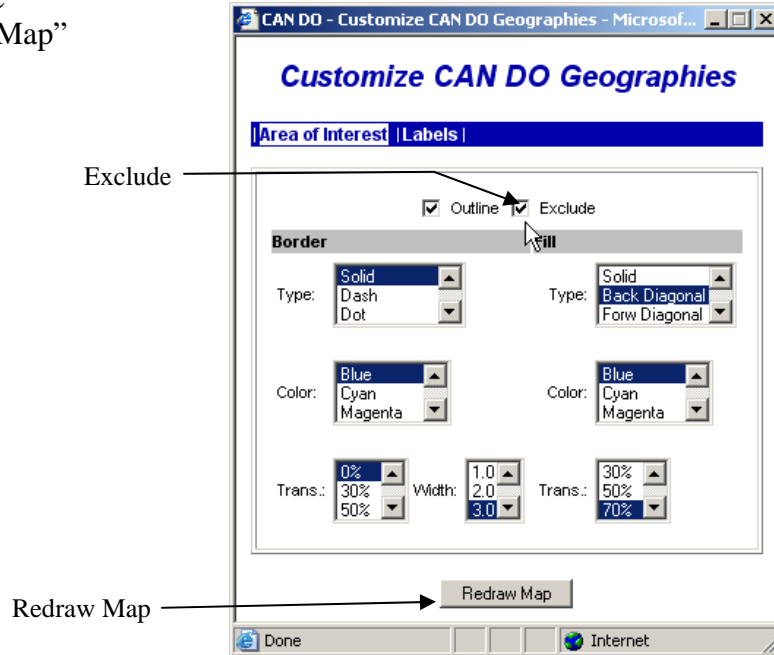 Map”
CAN DO - Customize CAN DO Geographies - Microsof...
Customize CAN DO Geographies
|Area of Interest |Labels|
Exclude
Outline Exclude
Border Fill
Type: Solid Dash Dot Type: Solid Back Diagonal Forw Diagonal
Color: Blue Cyan Magenta Color: Blue Cyan Magenta
Trans.: 0% 30% 50% Width: 1.0 2.0 3.0 Trans.: 30% 50% 70%
Redraw Map
Redraw Map
Done Internet